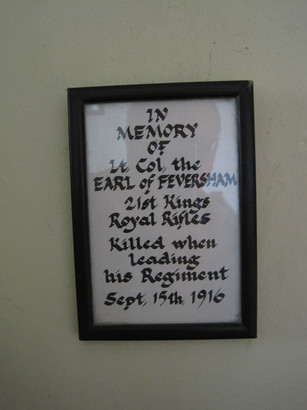 IN
MEMORY
OF
Lt, Col, the
EARL of FEVERSHAM
21st Kings
Royal Rifles
Killed when
leading
his Regiment
Sept, 15th, 1916